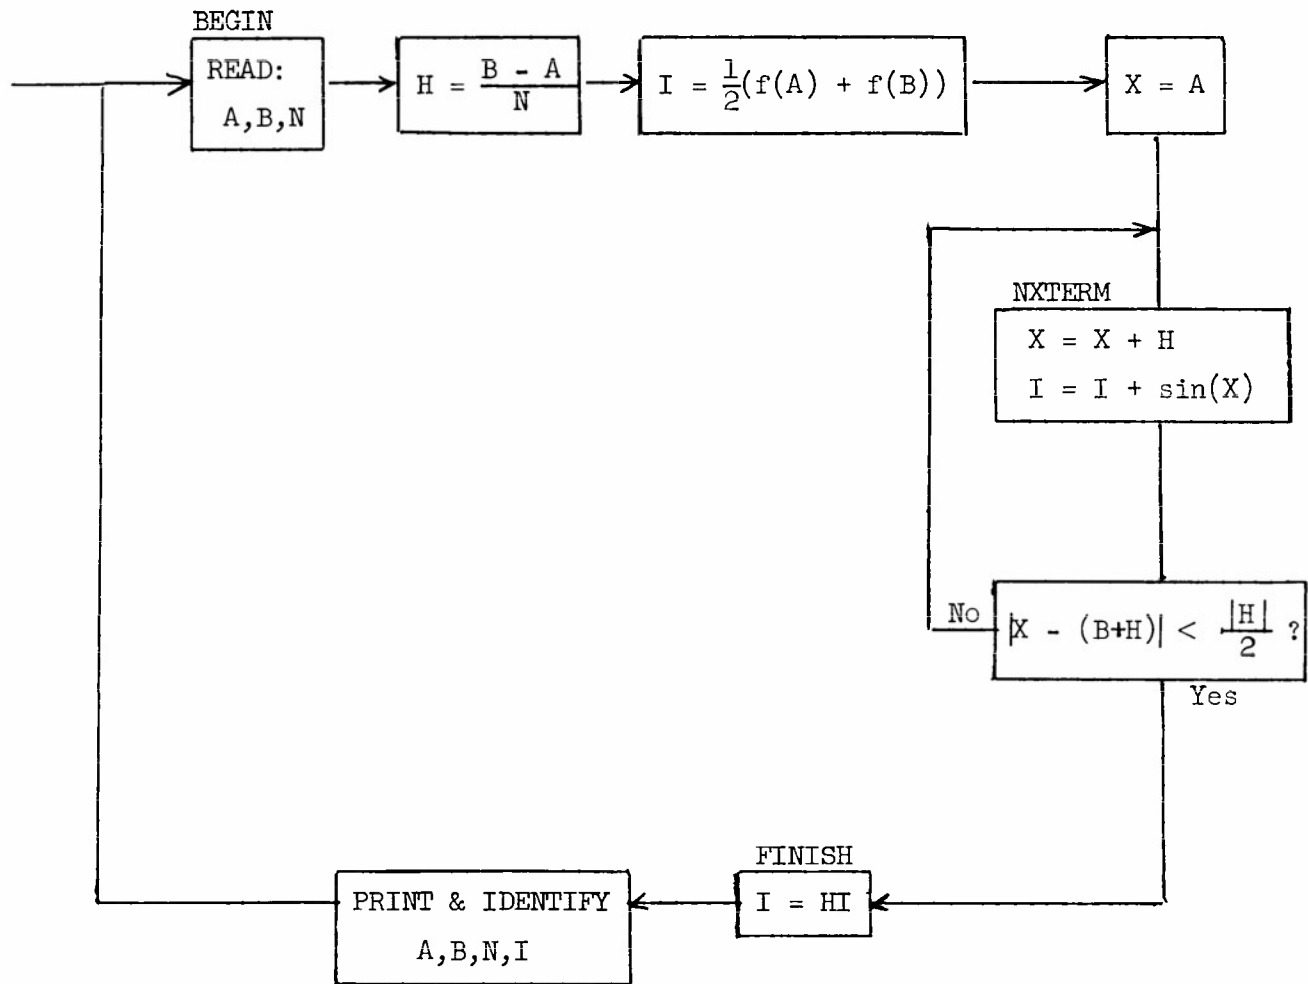 BEGIN
READ:
A,B,N
H = B - A / N
I = 1/2(f(A) + f(B))
X = A
NXTERM
X = X + H
I = I + sin(X)
|X - (B+H)| < |H|/2 ?
No
Yes
FINISH
I = HI
PRINT & IDENTIFY
A,B,N,I